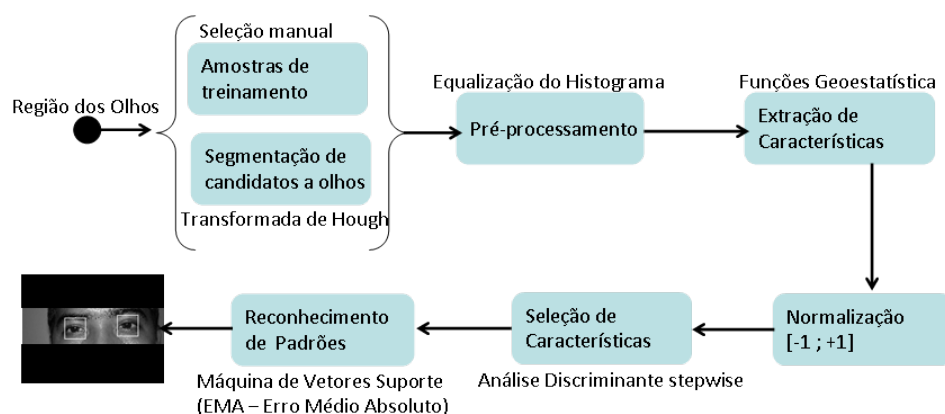 Seleção manual
Amostras de
treinamento
Região dos Olhos
Segmentação de
candidatos a olhos
Transformada de Hough
Equalização do Histograma
Pré-processamento
Funções Geoestatística
Extração de
Características
Normalização
[-1 ; +1]
Seleção de
Características
Análise Discriminante stepwise
Reconhecimento
de Padrões
Máquina de Vetores Suporte
(EMA – Erro Médio Absoluto)